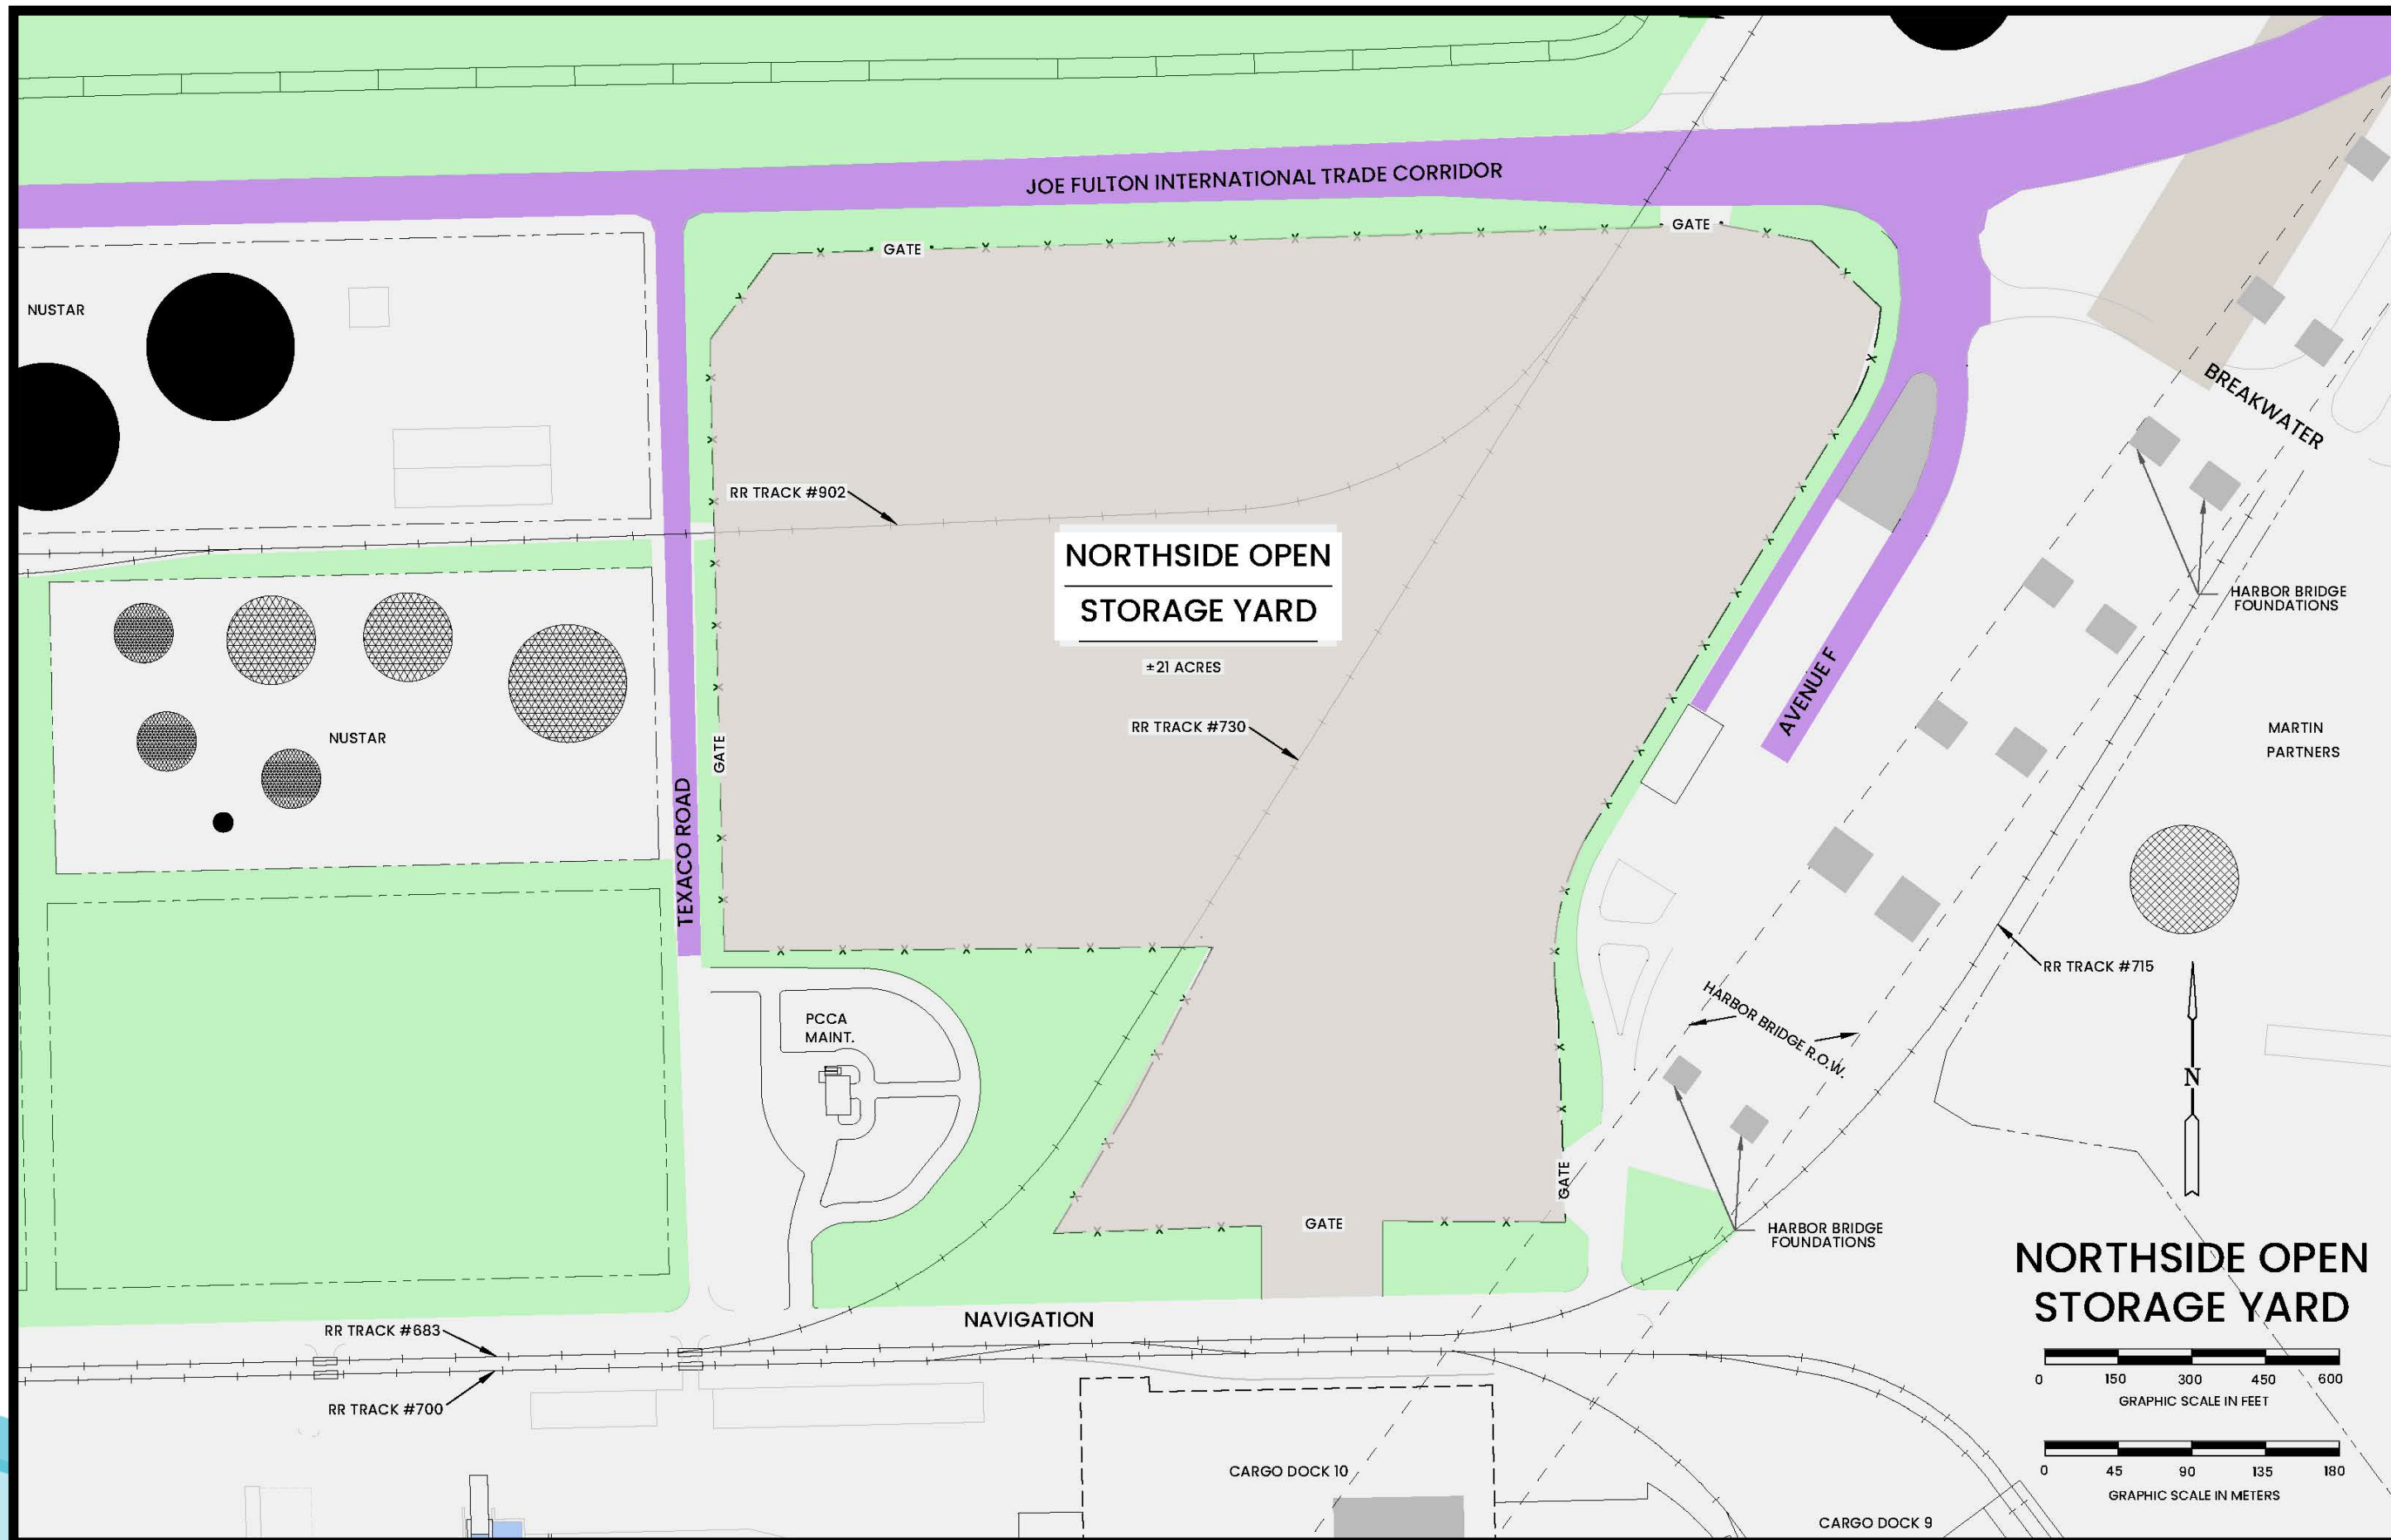 JOE FULTON INTERNATIONAL TRADE CORRIDOR
GATE
GATE
NUSTAR
BREAKWATER
RR TRACK #902
NORTHSIDE OPEN
STORAGE YARD
±21 ACRES
HARBOR BRIDGE
FOUNDATIONS
RR TRACK #730
AVENUE F
MARTIN
PARTNERS
NUSTAR
GATE
TEXACO ROAD
RR TRACK #715
HARBOR BRIDGE R.O.W.
PCCA
MAINT.
N
GATE
GATE
HARBOR BRIDGE
FOUNDATIONS
NORTHSIDE OPEN
STORAGE YARD
NAVIGATION
RR TRACK #683
RR TRACK #700
0 150 300 450 600
GRAPHIC SCALE IN FEET
0 45 90 135 180
GRAPHIC SCALE IN METERS
CARGO DOCK 10
CARGO DOCK 9